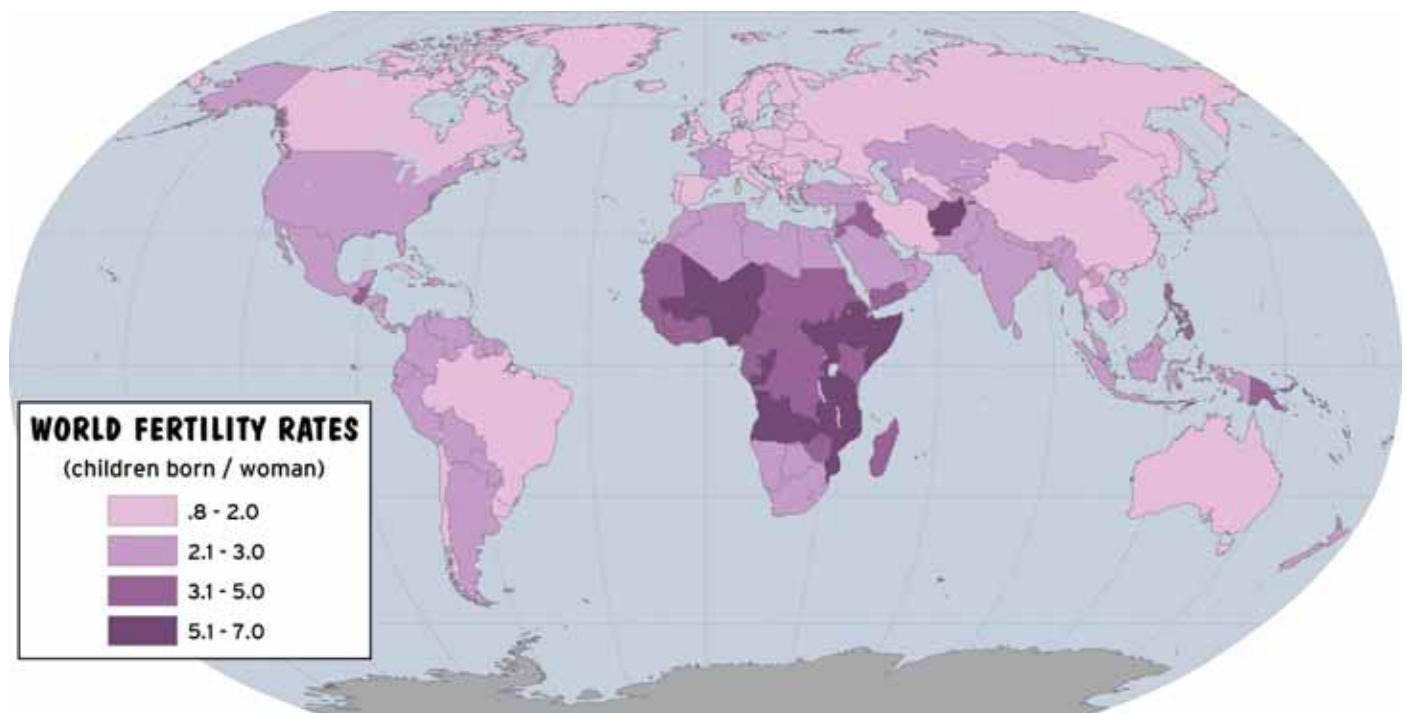 WORLD FERTILITY RATES
(children born / woman)
.8 - 2.0
2.1 - 3.0
3.1 - 5.0
5.1 - 7.0